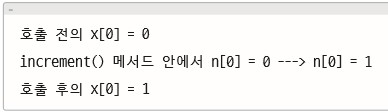 호출 전의 x[0] = 0
increment() 메서드 안에서 n[0] = 0 ---> n[0] = 1
호출 후의 x[0] = 1